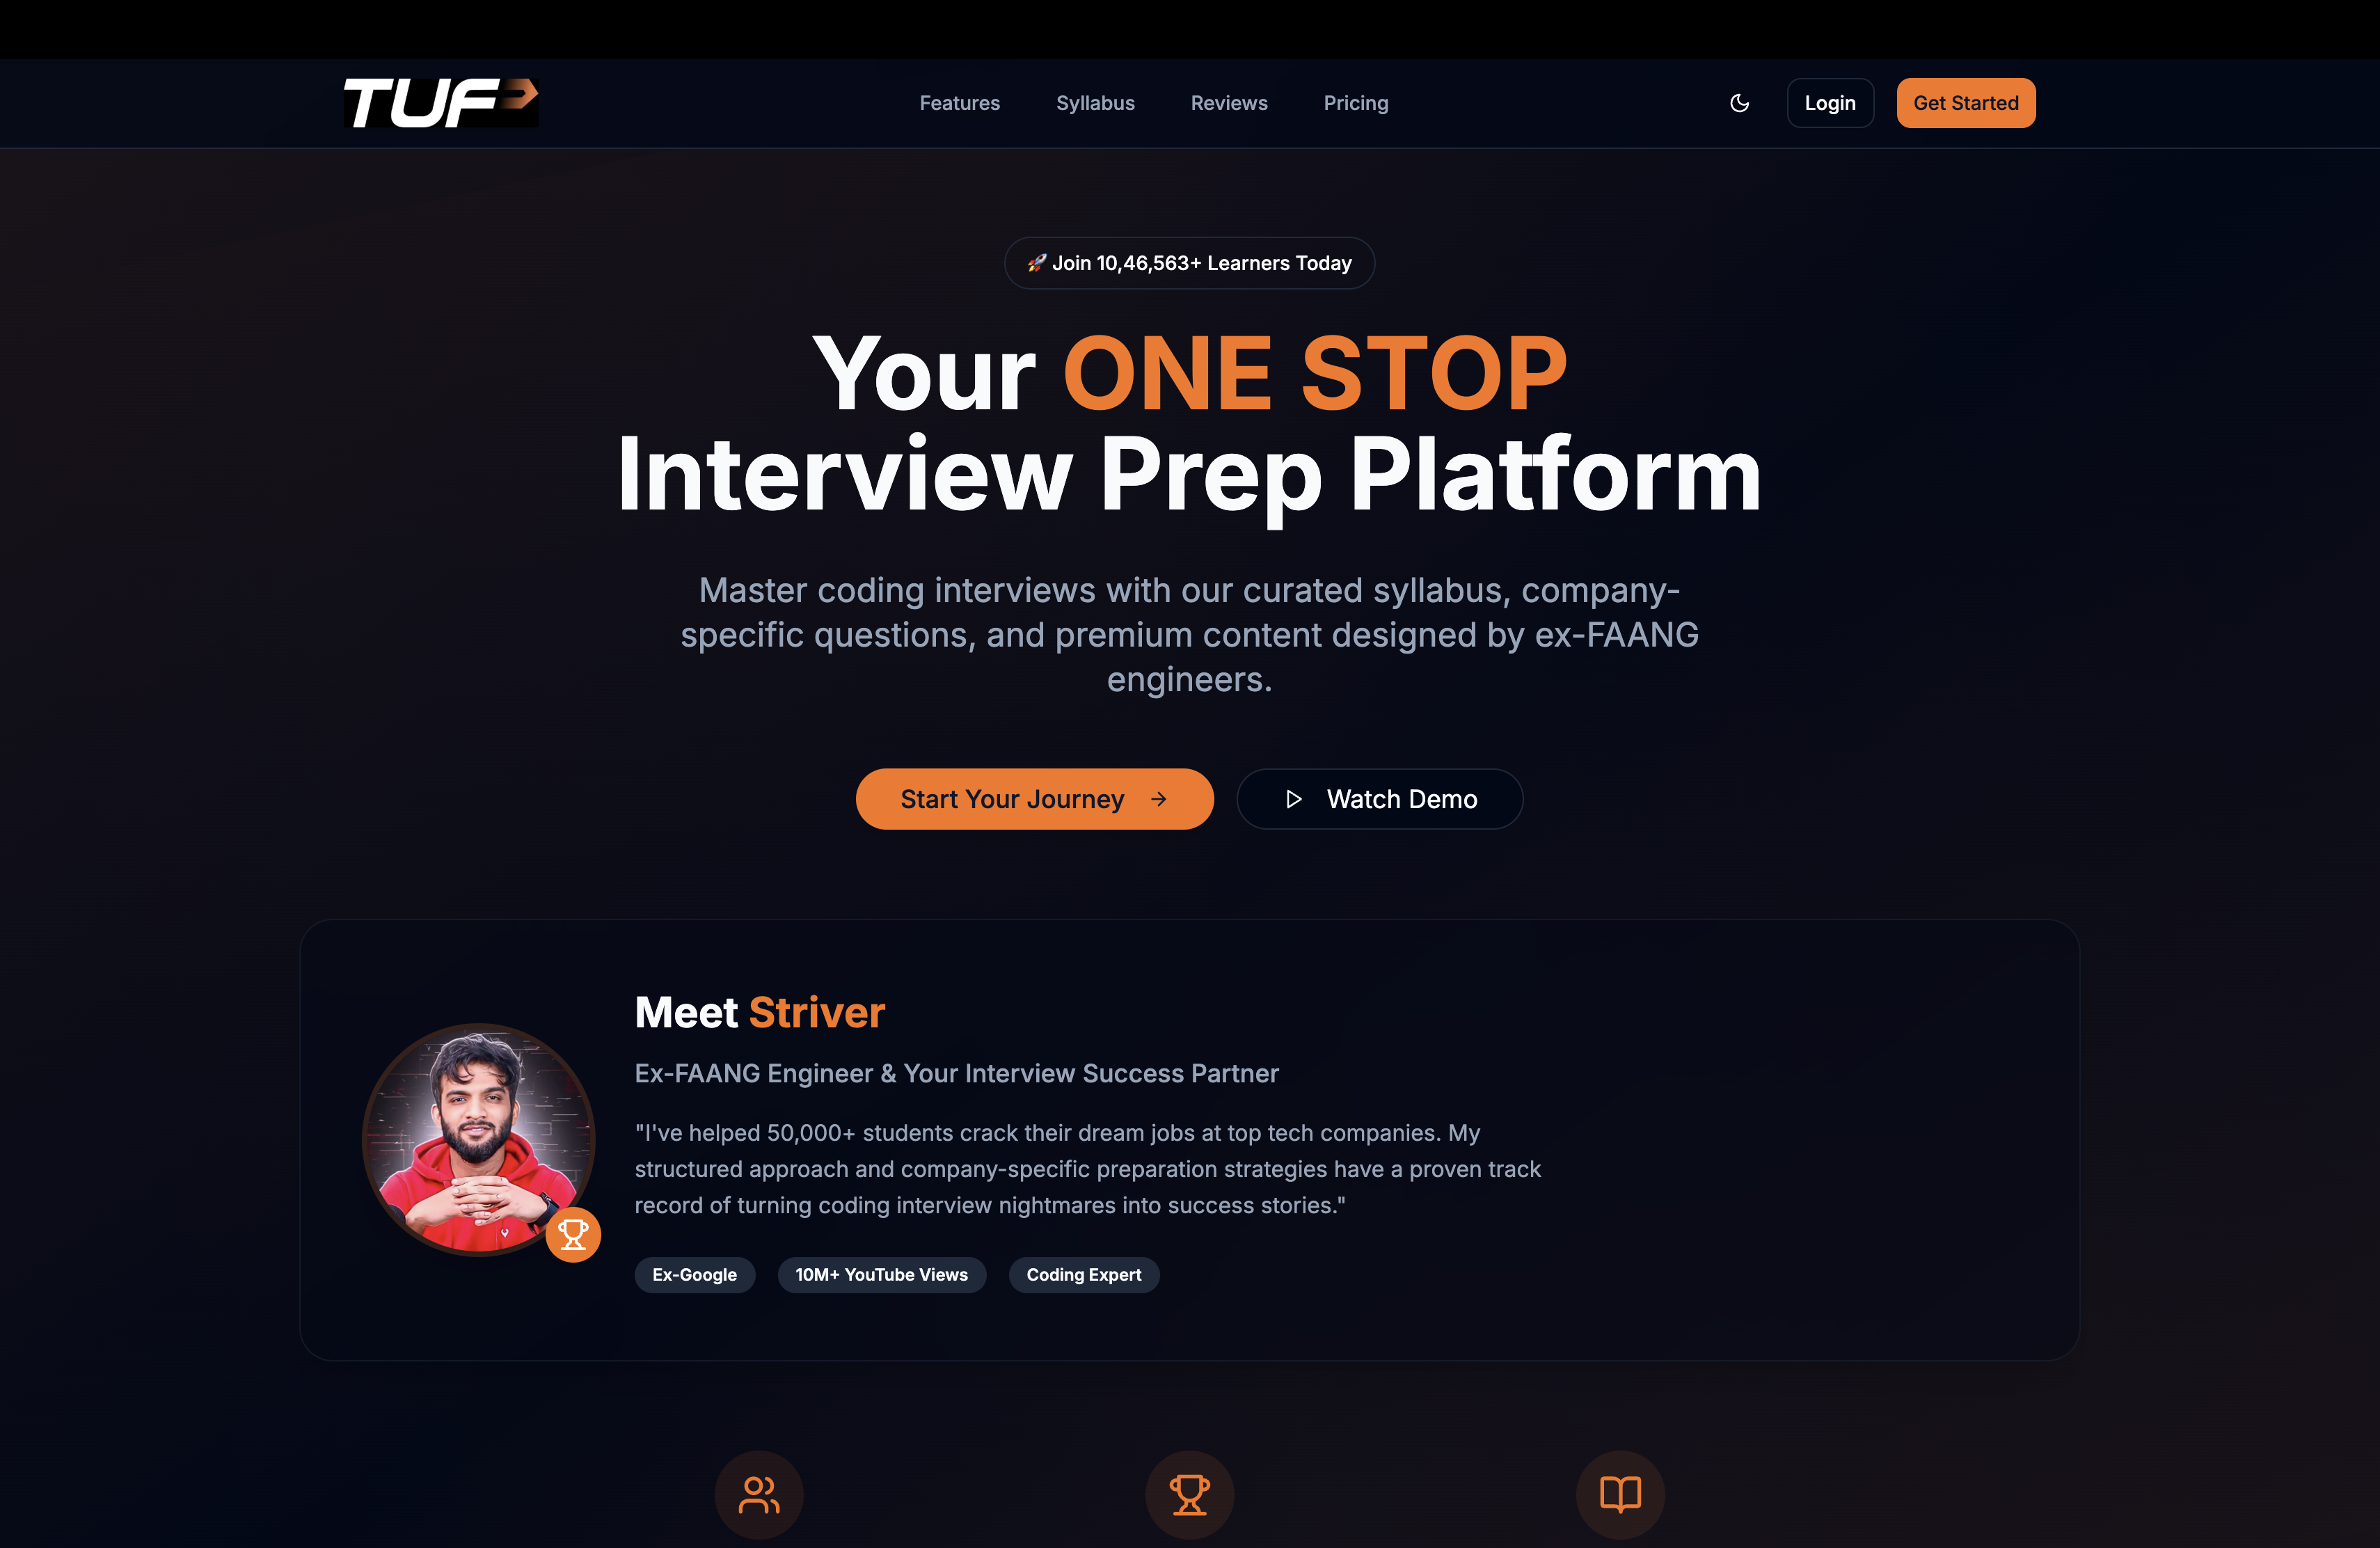 TUF
Features
Syllabus
Reviews
Pricing
Login
Get Started
🚀 Join 10,46,563+ Learners Today
Your ONE STOP
Interview Prep Platform
Master coding interviews with our curated syllabus, company-
specific questions, and premium content designed by ex-FAANG
engineers.
Start Your Journey →
Watch Demo
Meet Striver
Ex-FAANG Engineer & Your Interview Success Partner
"I've helped 50,000+ students crack their dream jobs at top tech companies. My
structured approach and company-specific preparation strategies have a proven track
record of turning coding interview nightmares into success stories."
Ex-Google
10M+ YouTube Views
Coding Expert